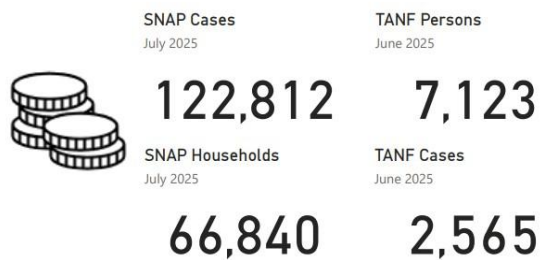 SNAP Cases
July 2025
122,812
TANF Persons
June 2025
7,123
SNAP Households
July 2025
66,840
TANF Cases
June 2025
2,565